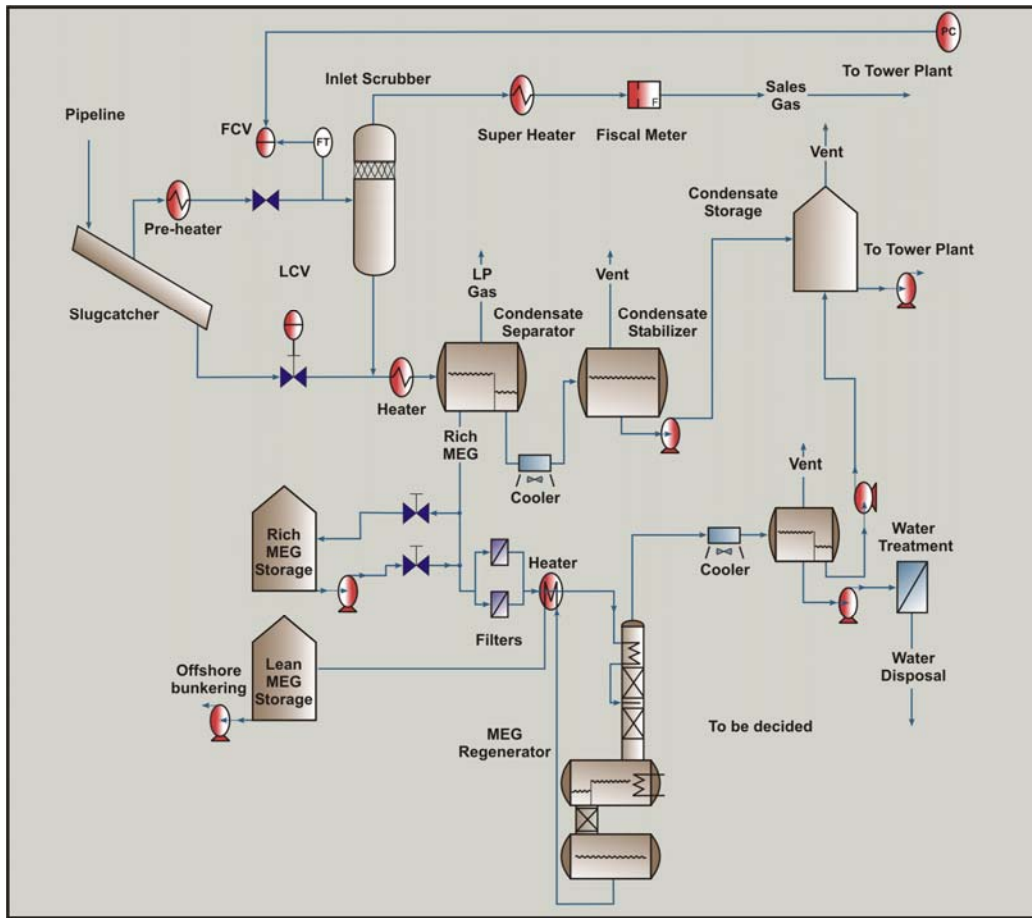 PC
Inlet Scrubber
To Tower Plant
Sales
Gas
Pipeline
FCV
FT
F
Super Heater
Fiscal Meter
Vent
Condensate
Storage
Pre-heater
To Tower Plant
LCV
LP
Gas
Vent
Slugcatcher
Condensate
Separator
Condensate
Stabilizer
Heater
Rich
MEG
Cooler
Vent
Rich
MEG
Storage
Heater
Cooler
Water
Treatment
Filters
Offshore
bunkering
Lean
MEG
Storage
Water
Disposal
MEG
Regenerator
To be decided